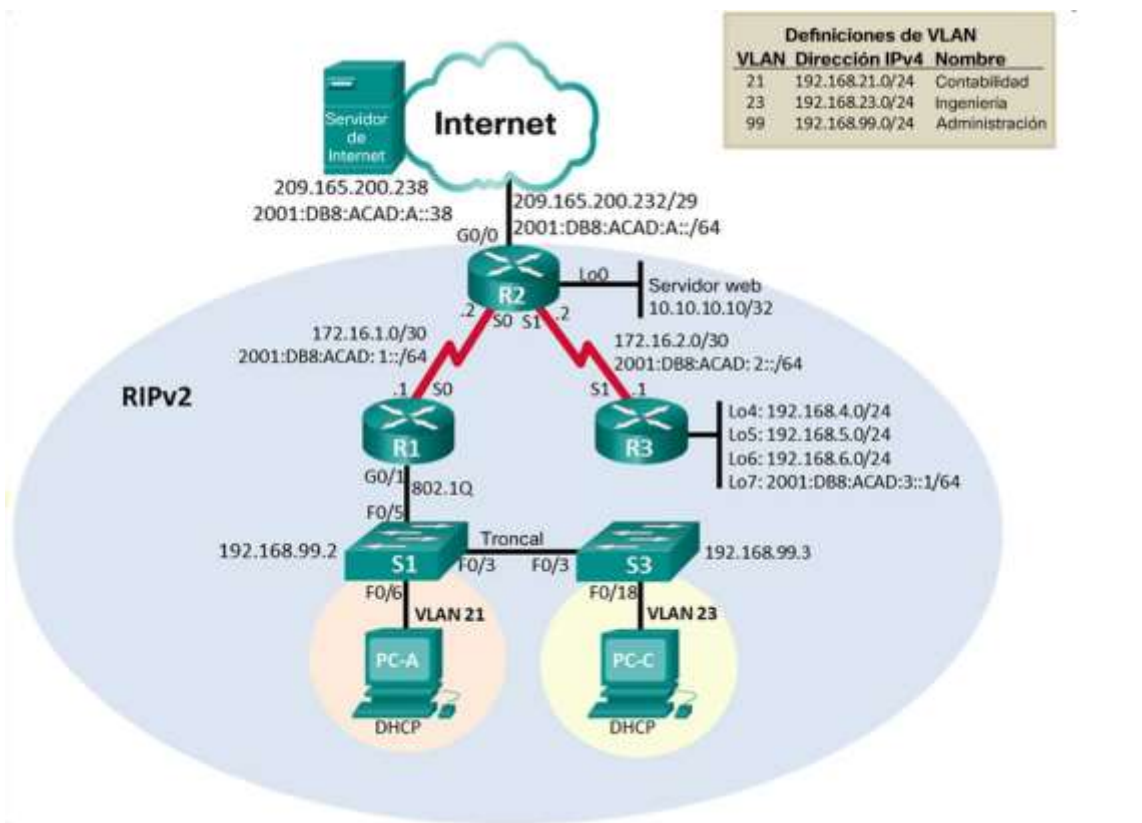 Definiciones de VLAN
VLAN Dirección IPv4 Nombre
21 192.168.21.0/24 Contabilidad
23 192.168.23.0/24 Ingeniería
99 192.168.99.0/24 Administración
Servidor
de
Internet
Internet
209.165.200.238
2001:DB8:ACAD:A::38
209.165.200.232/29
2001:DB8:ACAD:A::/64
G0/0
R2
Lo0
Servidor web
10.10.10.10/32
.2
S0
S1
.2
172.16.1.0/30
2001:DB8:ACAD: 1::/64
172.16.2.0/30
2001:DB8:ACAD: 2::/64
RIPv2
.1
S0
S1
.1
R1
R3
Lo4: 192.168.4.0/24
Lo5: 192.168.5.0/24
Lo6: 192.168.6.0/24
Lo7: 2001:DB8:ACAD:3::1/64
G0/1
802.1Q
F0/5
192.168.99.2
S1
Troncal
F0/3
F0/3
S3
192.168.99.3
F0/6
VLAN 21
F0/18
VLAN 23
PC-A
PC-C
DHCP
DHCP